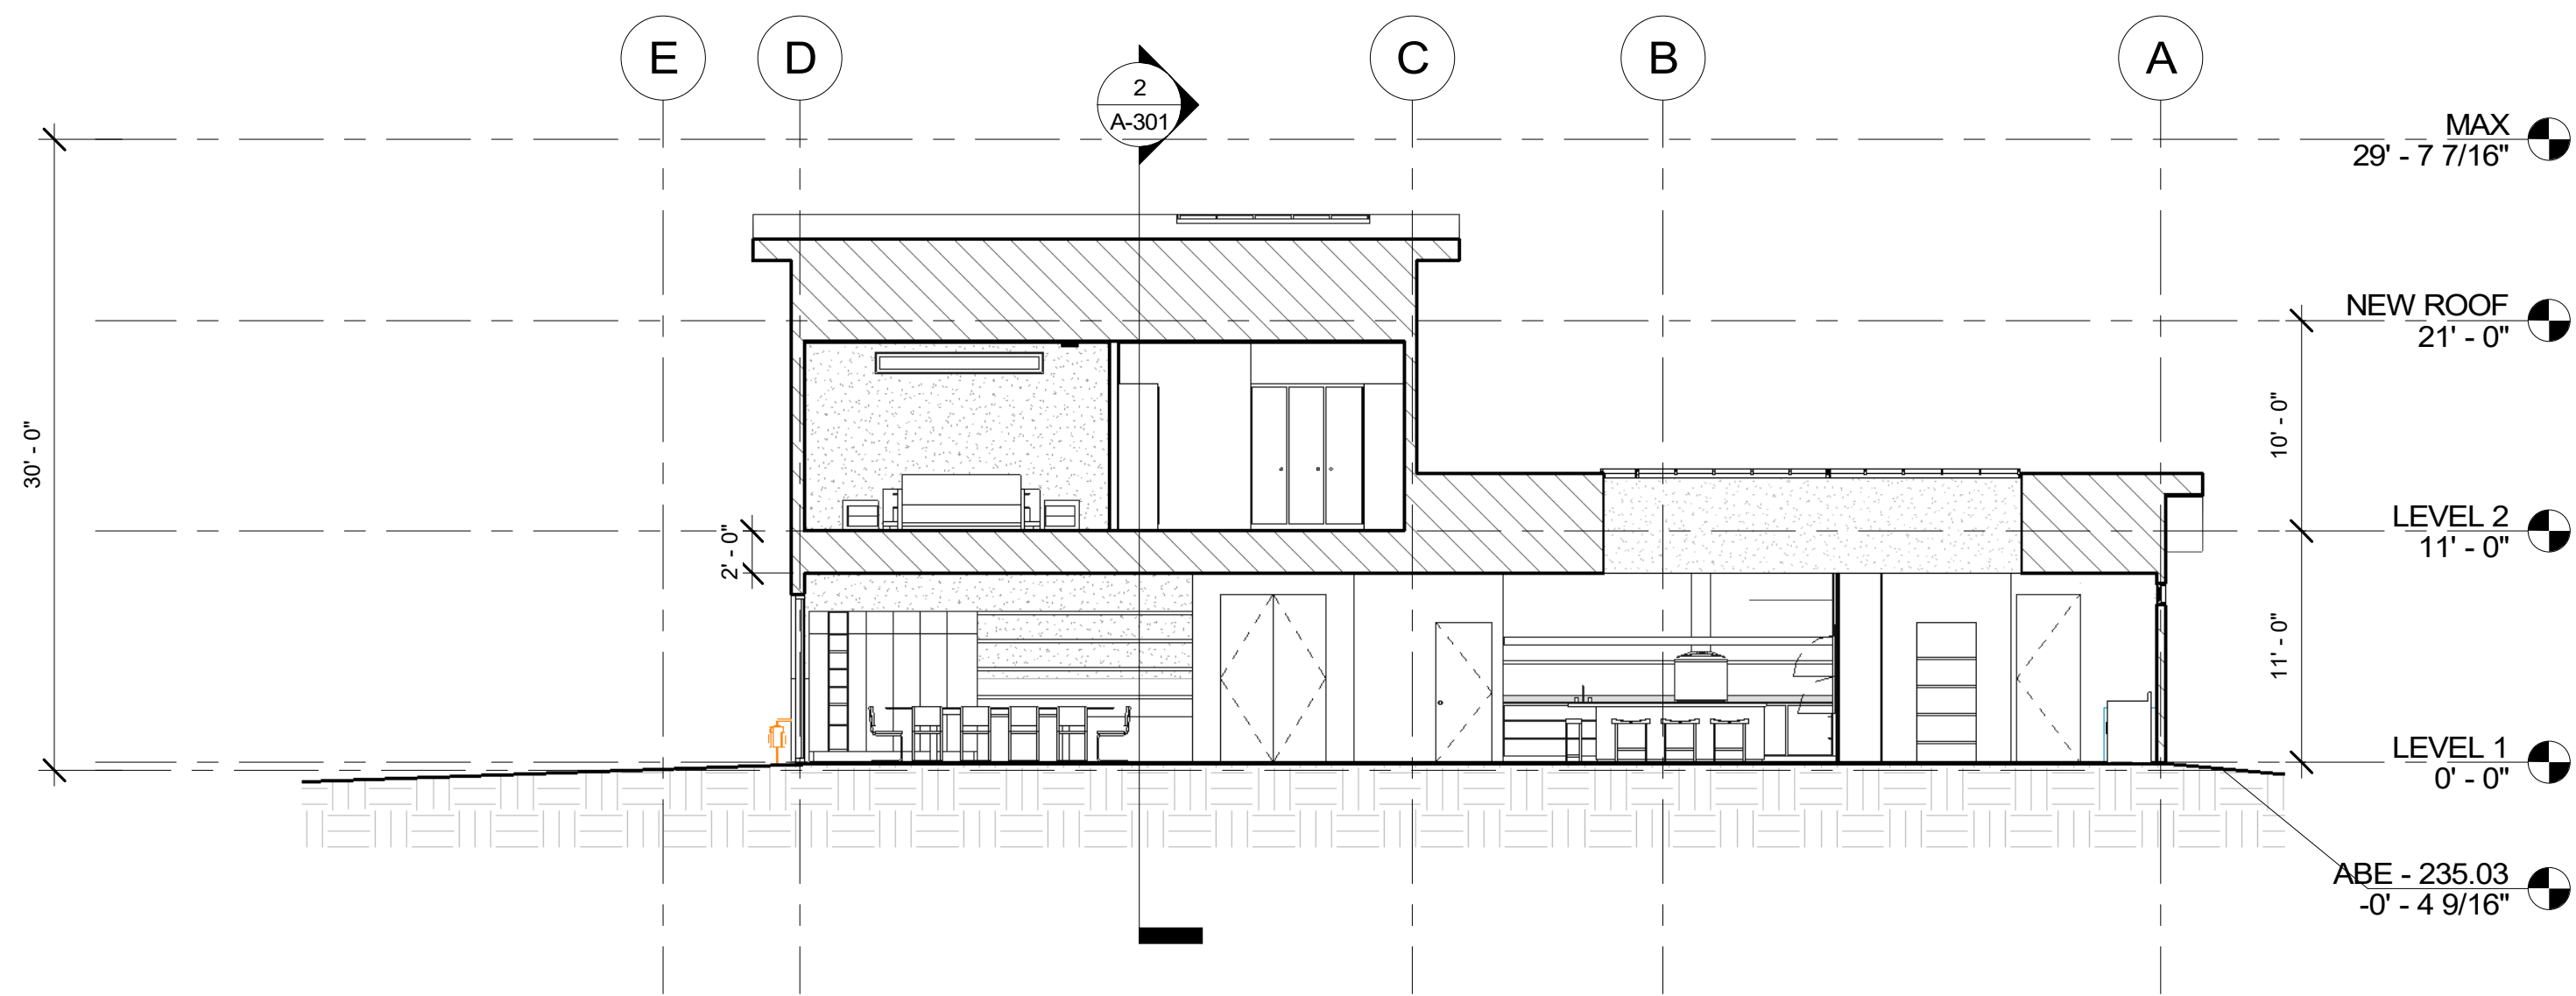 E
D
2
A-301
C
B
A
MAX
29' - 7 7/16"
NEW ROOF
21' - 0"
30' - 0"
10' - 0"
LEVEL 2
11' - 0"
2' - 0"
11' - 0"
LEVEL 1
0' - 0"
ABE - 235.03
-0' - 4 9/16"